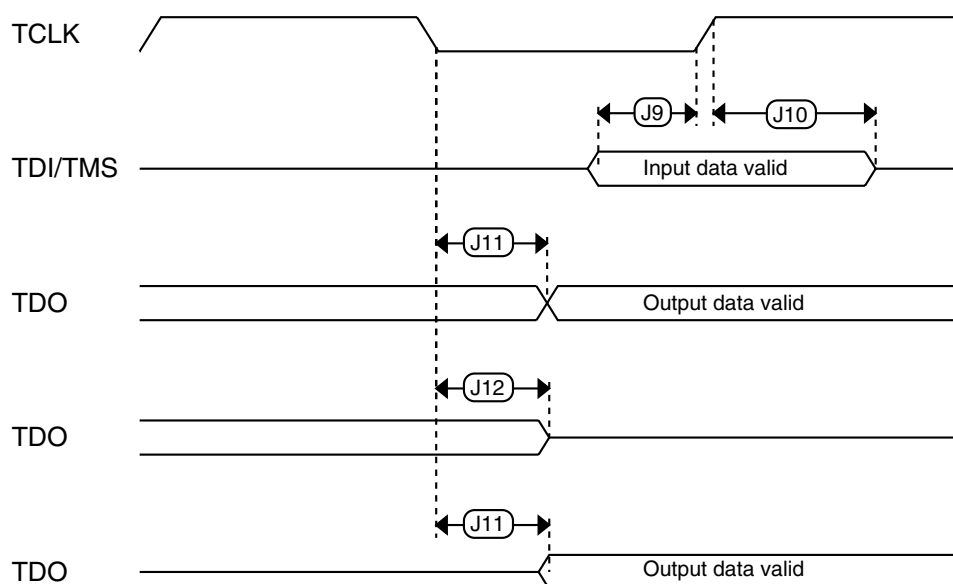 TCLK
J9
J10
TDI/TMS
Input data valid
J11
TDO
Output data valid
J12
TDO
J11
TDO
Output data valid